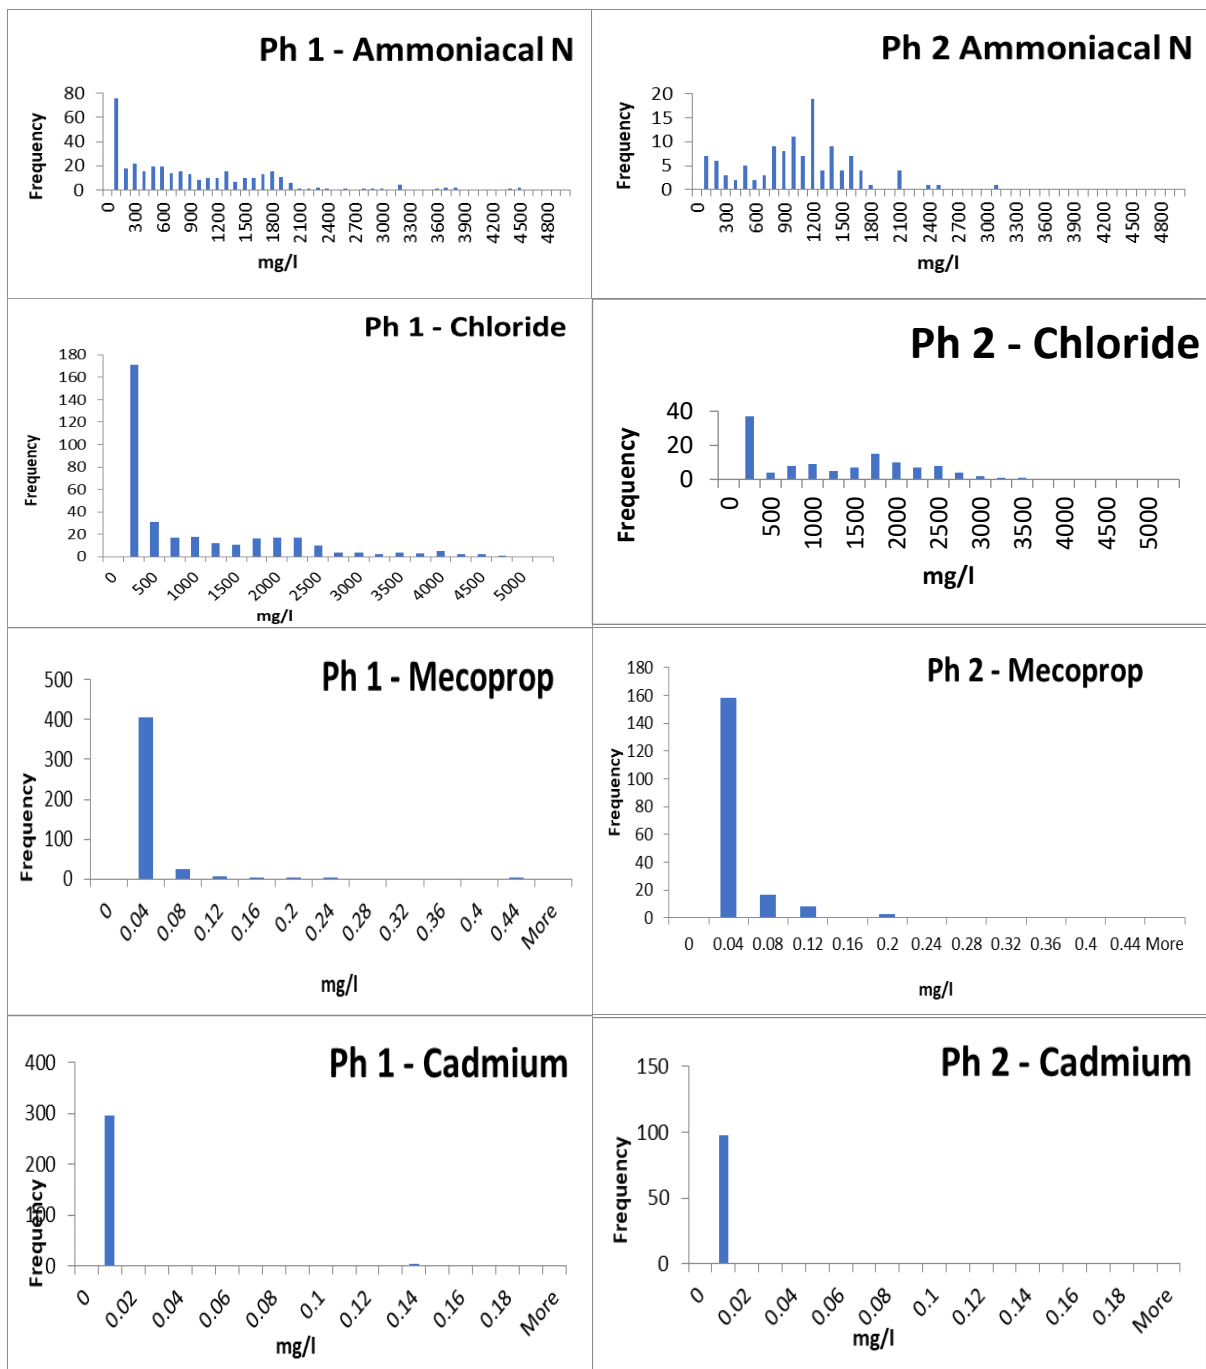 Ph 1 - Ammoniacal N
80
60
40
20
0
Frequency
0 300 600 900 1200 1500 1800 2100 2400 2700 3000 3300 3600 3900 4200 4500 4800
mg/l
Ph 2 Ammoniacal N
20
15
10
5
0
Frequency
0 300 600 900 1200 1500 1800 2100 2400 2700 3000 3300 3600 3900 4200 4500 4800
mg/l
Ph 1 - Chloride
180
160
140
120
100
80
60
40
20
0
Frequency
0 500 1000 1500 2000 2500 3000 3500 4000 4500 5000
mg/l
Ph 2 - Chloride
40
20
0
Frequency
0 500 1000 1500 2000 2500 3000 3500 4000 4500 5000
mg/l
Ph 1 - Mecoprop
500
400
300
200
100
0
Frequency
0 0.04 0.08 0.12 0.16 0.2 0.24 0.28 0.32 0.36 0.4 0.44 More
mg/l
Ph 2 - Mecoprop
180
160
140
120
100
80
60
40
20
0
Frequency
0 0.04 0.08 0.12 0.16 0.2 0.24 0.28 0.32 0.36 0.4 0.44 More
mg/l
Ph 1 - Cadmium
400
300
200
100
0
Frequency
0 0.02 0.04 0.06 0.08 0.1 0.12 0.14 0.16 0.18 More
mg/l
Ph 2 - Cadmium
150
100
50
0
Frequency
0 0.02 0.04 0.06 0.08 0.1 0.12 0.14 0.16 0.18 More
mg/l